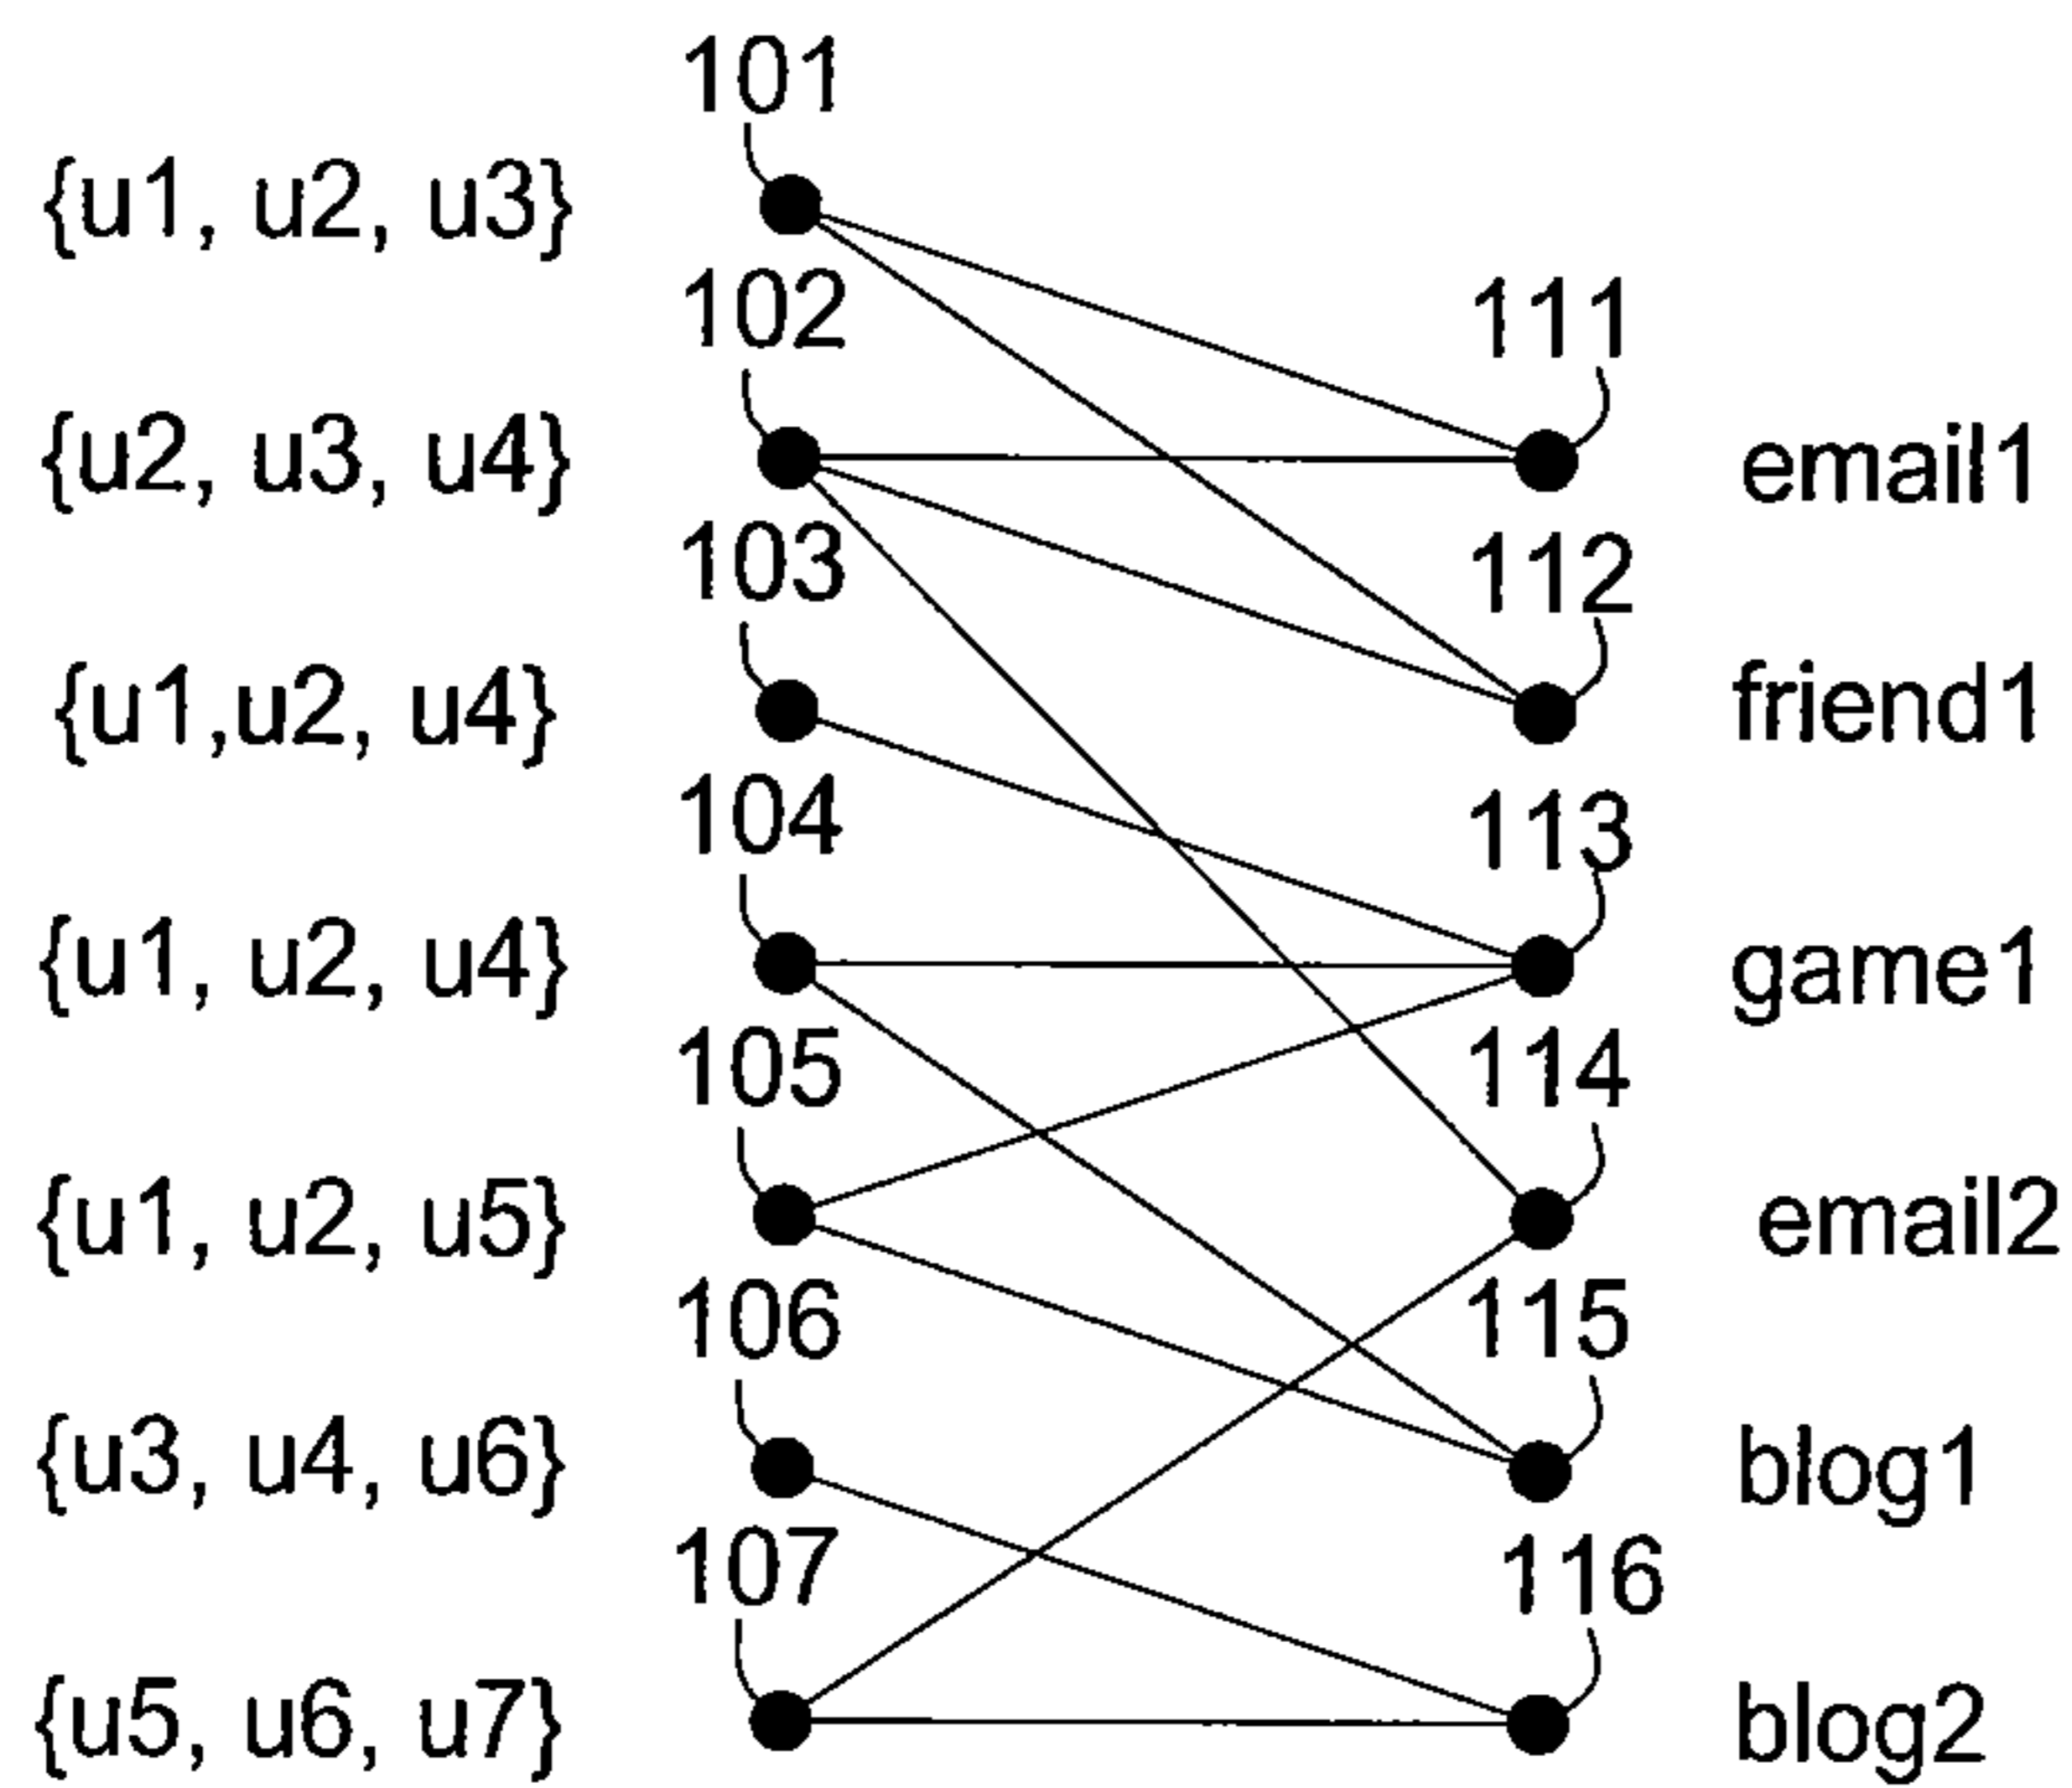 101
{u1, u2, u3}
102
111
{u2, u3, u4}
email1
103
112
{u1,u2, u4}
friend1
104
113
{u1, u2, u4}
game1
105
114
{u1, u2, u5}
email2
106
115
{u3, u4, u6}
blog1
107
116
{u5, u6, u7}
blog2